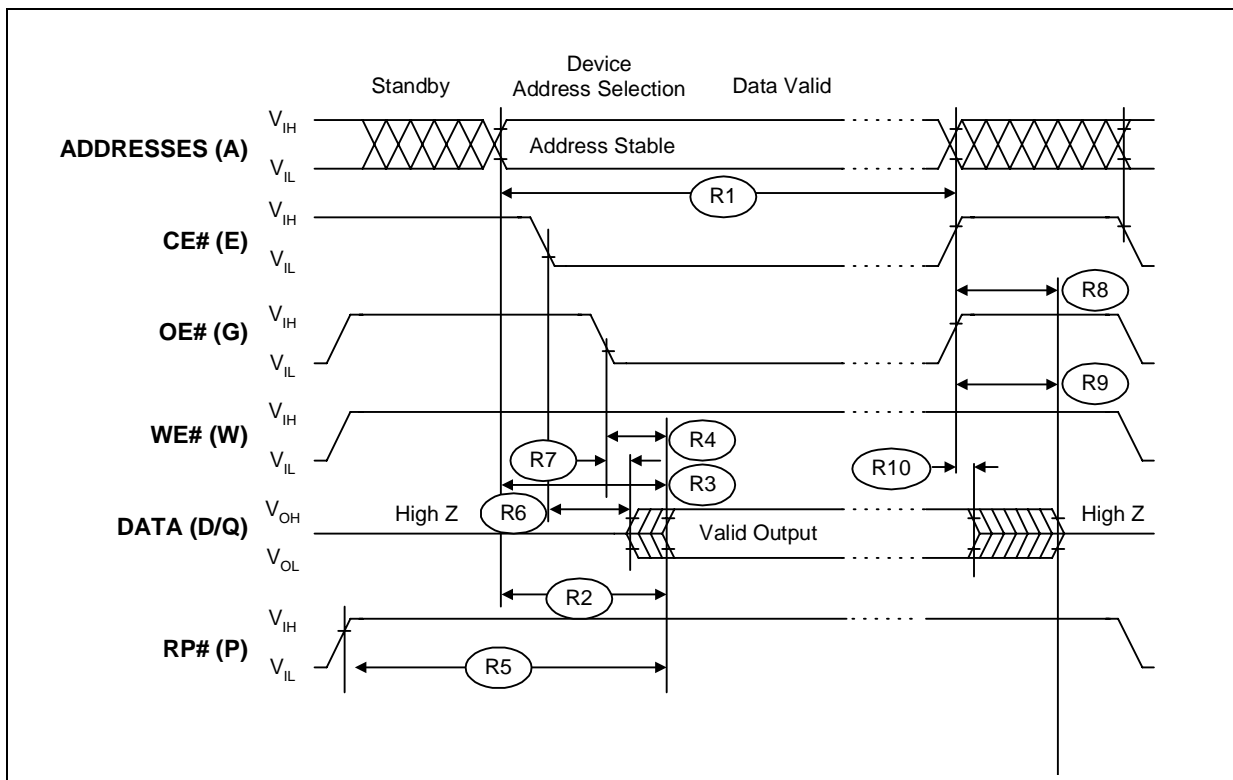 Device
Standby Address Selection Data Valid
V_IH
ADDRESSES (A) Address Stable
V_IL
R1
V_IH
CE# (E)
V_IL
R8
V_IH
OE# (G)
V_IL
R9
V_IH
WE# (W)
R4
V_IL R7 R10
R3
V_OH High Z R6 High Z
DATA (D/Q) Valid Output
V_OL
R2
V_IH
RP# (P)
V_IL R5